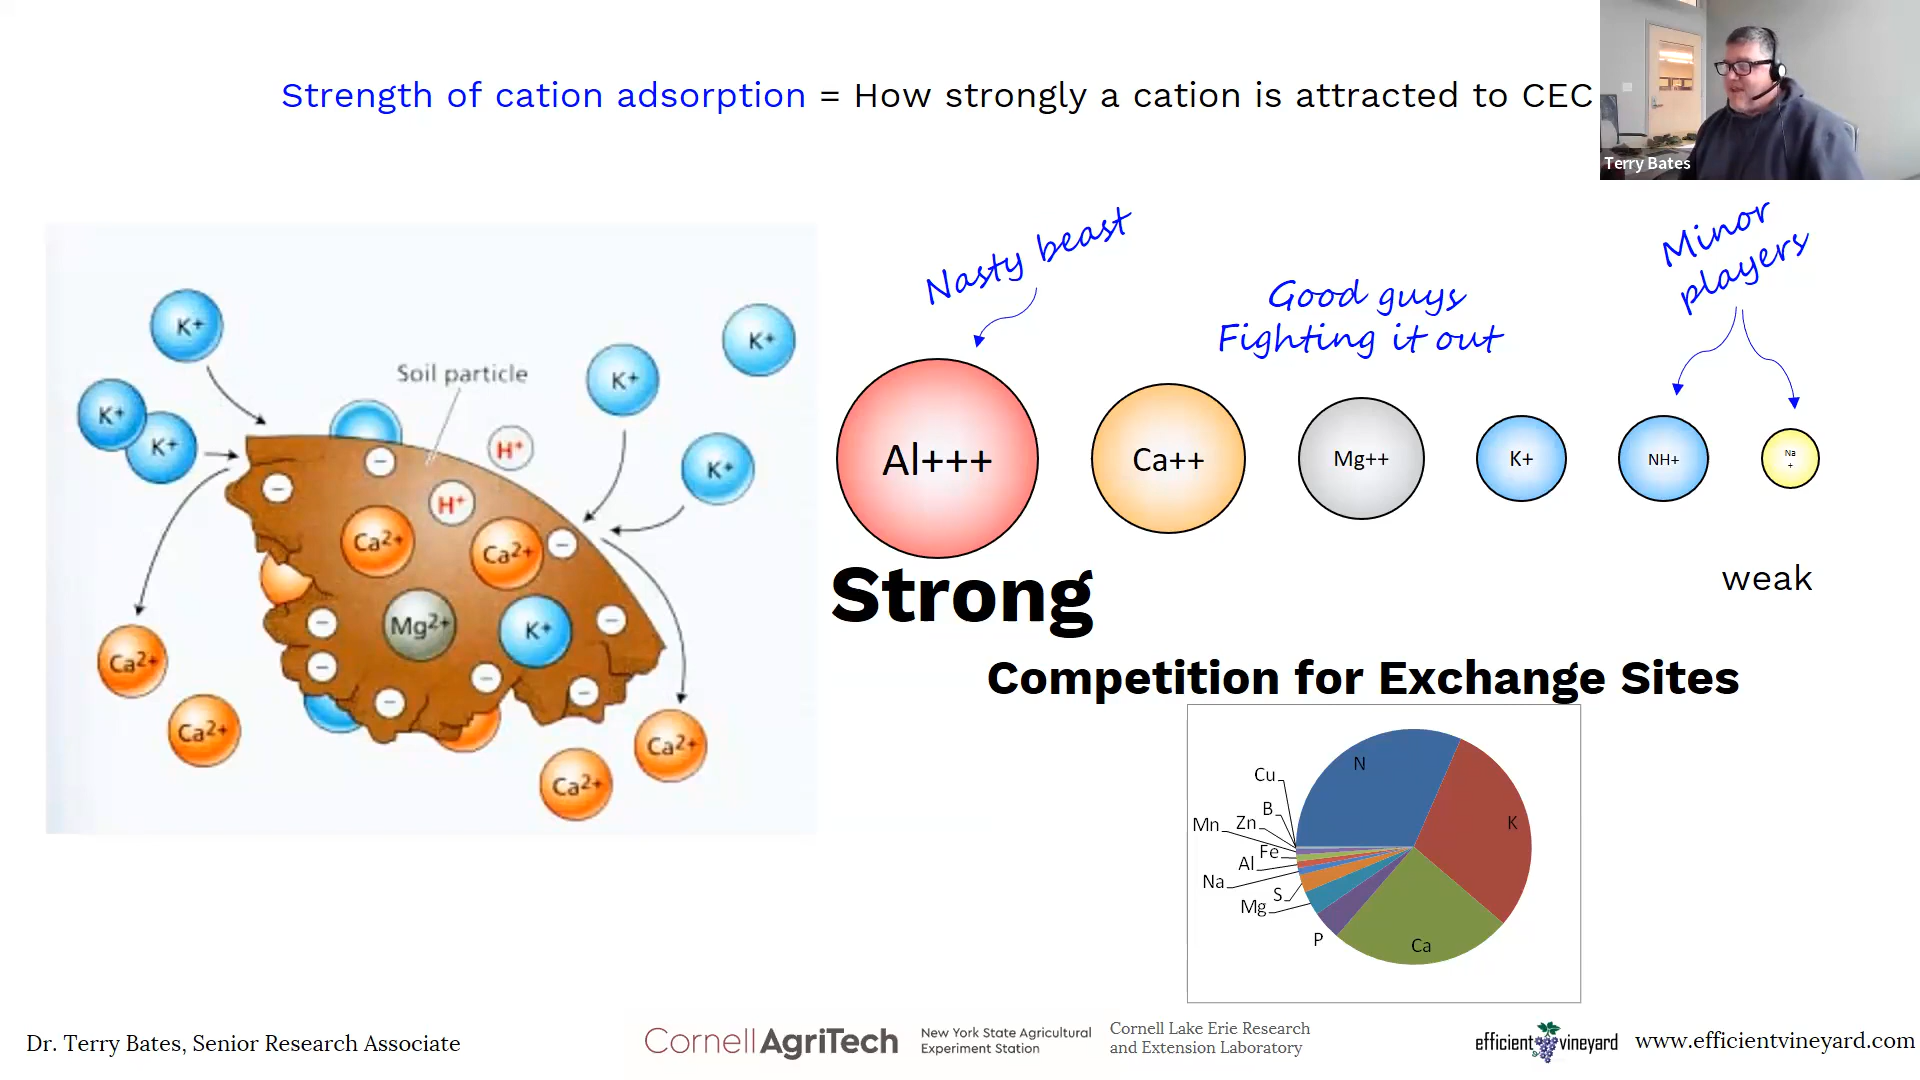 Strength of cation adsorption = How strongly a cation is attracted to CEC
Terry Bates
Nasty beast
Good guys
Fighting it out
Minor
players
K+
K+
K+
K+
K+
K+
Soil particle
H+
H+
Ca2+
Ca2+
Mg2+
K+
Ca2+
Ca2+
Ca2+
Ca2+
−
−
−
−
−
−
−
−
−
Al+++
Ca++
Mg++
K+
NH+
Na
+
Strong
weak
Competition for Exchange Sites
N
K
Ca
P
Mg
S
Na
Al
Fe
Mn
Zn
B
Cu
Dr. Terry Bates, Senior Research Associate
Cornell AgriTech
New York State Agricultural
Experiment Station
Cornell Lake Erie Research
and Extension Laboratory
efficient vineyard
www.efficientvineyard.com